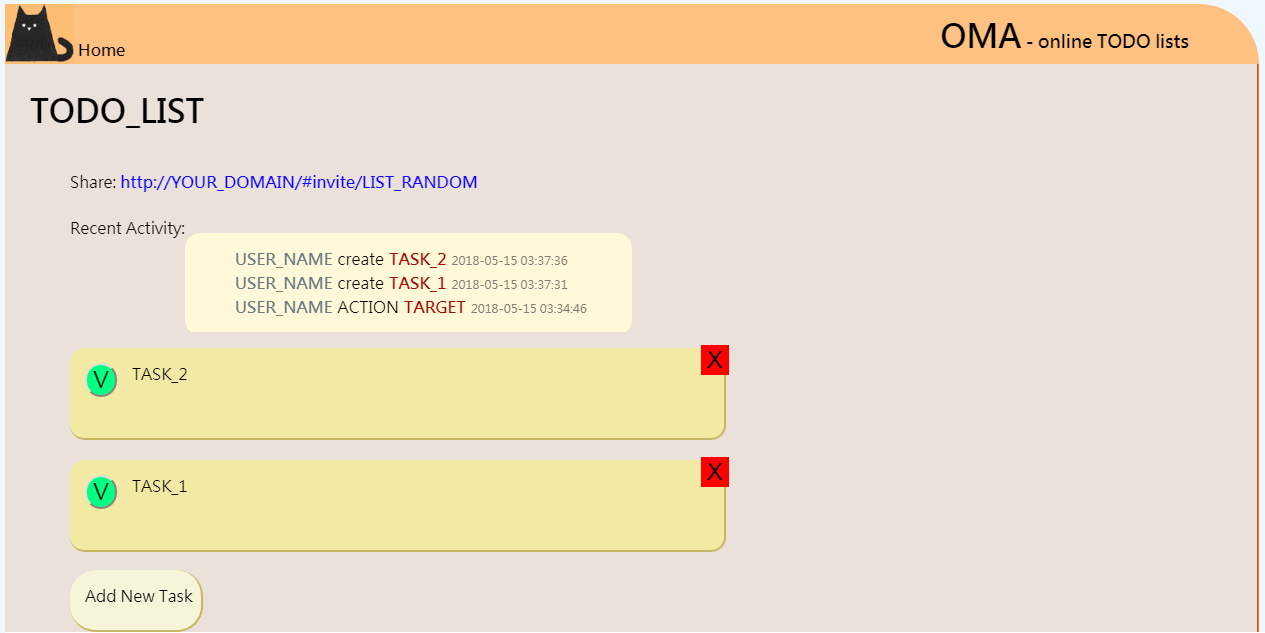 Home
OMA - online TODO lists
TODO_LIST
Share: http://YOUR_DOMAIN/#invite/LIST_RANDOM
Recent Activity:
USER_NAME create TASK_2 2018-05-15 03:37:36
USER_NAME create TASK_1 2018-05-15 03:37:31
USER_NAME ACTION TARGET 2018-05-15 03:34:46
X
V TASK_2
X
V TASK_1
Add New Task